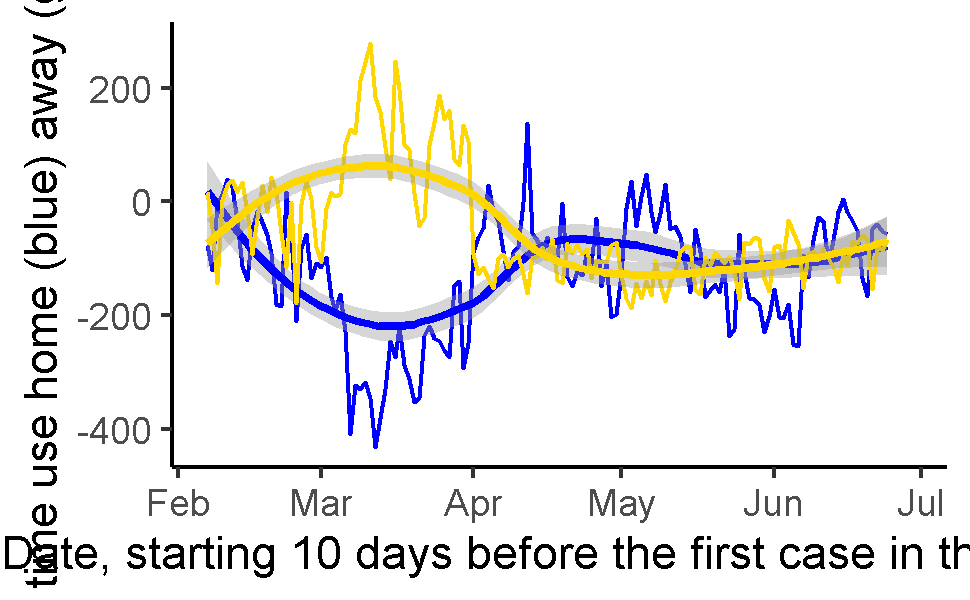 time use home (blue) away (
200
0
-200
-400
Feb Mar Apr May Jun Jul
Date, starting 10 days before the first case in th